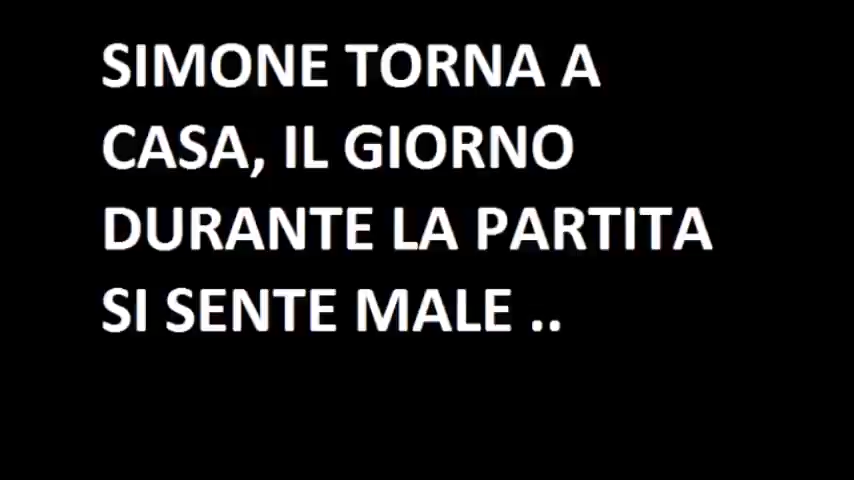 SIMONE TORNA A
CASA, IL GIORNO
DURANTE LA PARTITA
SI SENTE MALE ..